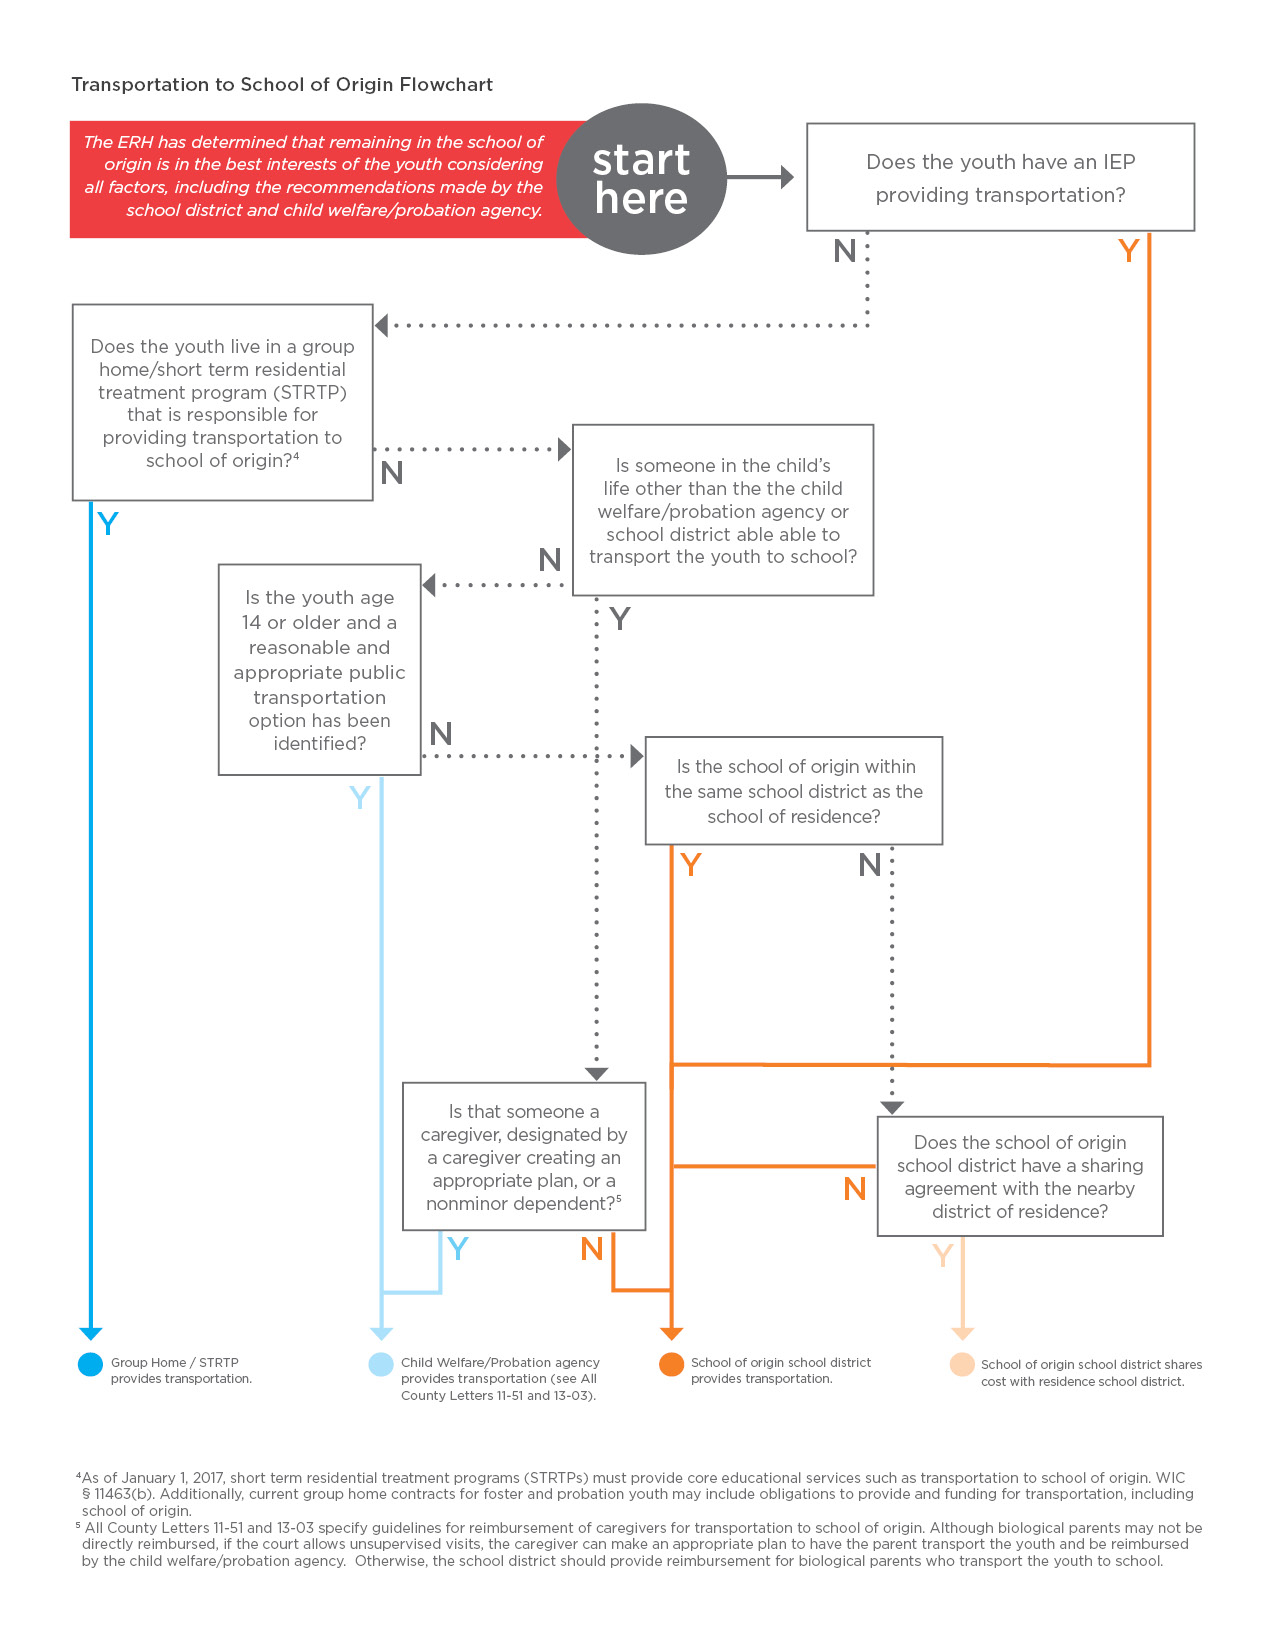 Transportation to School of Origin Flowchart
The ERH has determined that remaining in the school of
origin is in the best interests of the youth considering
all factors, including the recommendations made by the
school district and child welfare/probation agency.
start
here
Does the youth have an IEP
providing transportation?
N
Y
Does the youth live in a group
home/short term residential
treatment program (STRTP)
that is responsible for
providing transportation to
school of origin?⁴
N
Y
Is someone in the child’s
life other than the the child
welfare/probation agency or
school district able able to
transport the youth to school?
N
Y
Is the youth age
14 or older and a
reasonable and
appropriate public
transportation
option has been
identified?
N
Y
Is the school of origin within
the same school district as the
school of residence?
Y
N
Is that someone a
caregiver, designated by
a caregiver creating an
appropriate plan, or a
nonminor dependent?⁵
Y
N
Does the school of origin
school district have a sharing
agreement with the nearby
district of residence?
N
Y
Group Home / STRTP
provides transportation.
Child Welfare/Probation agency
provides transportation (see All
County Letters 11-51 and 13-03).
School of origin school district
provides transportation.
School of origin school district shares
cost with residence school district.
⁴As of January 1, 2017, short term residential treatment programs (STRTPs) must provide core educational services such as transportation to school of origin. WIC
§ 11463(b). Additionally, current group home contracts for foster and probation youth may include obligations to provide and funding for transportation, including
school of origin.
⁵ All County Letters 11-51 and 13-03 specify guidelines for reimbursement of caregivers for transportation to school of origin. Although biological parents may not be
directly reimbursed, if the court allows unsupervised visits, the caregiver can make an appropriate plan to have the parent transport the youth and be reimbursed
by the child welfare/probation agency.  Otherwise, the school district should provide reimbursement for biological parents who transport the youth to school.